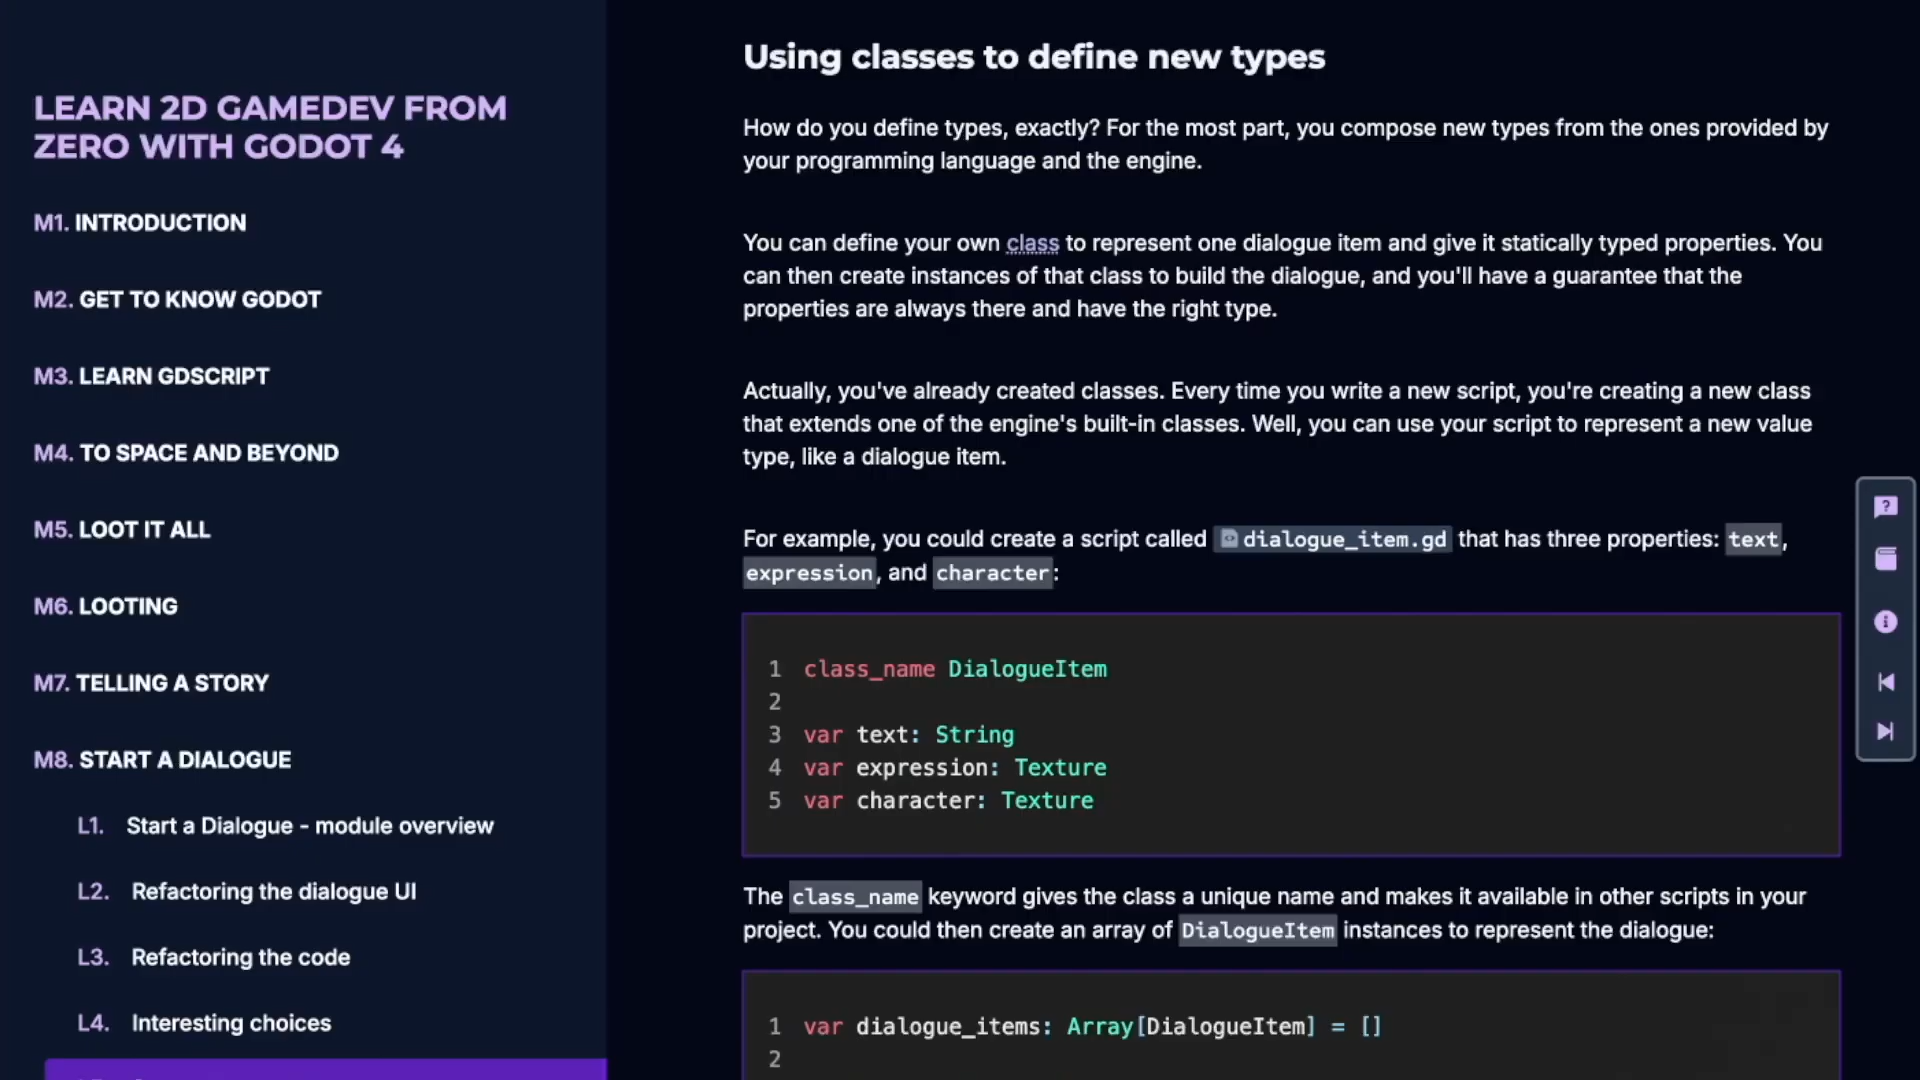 LEARN 2D GAMEDEV FROM
ZERO WITH GODOT 4
M1. INTRODUCTION
M2. GET TO KNOW GODOT
M3. LEARN GDSCRIPT
M4. TO SPACE AND BEYOND
M5. LOOT IT ALL
M6. LOOTING
M7. TELLING A STORY
M8. START A DIALOGUE
L1. Start a Dialogue - module overview
L2. Refactoring the dialogue UI
L3. Refactoring the code
L4. Interesting choices
Using classes to define new types
How do you define types, exactly? For the most part, you compose new types from the ones provided by
your programming language and the engine.
You can define your own class to represent one dialogue item and give it statically typed properties. You
can then create instances of that class to build the dialogue, and you'll have a guarantee that the
properties are always there and have the right type.
Actually, you've already created classes. Every time you write a new script, you're creating a new class
that extends one of the engine's built-in classes. Well, you can use your script to represent a new value
type, like a dialogue item.
For example, you could create a script called dialogue_item.gd that has three properties: text,
expression, and character:
1 class_name DialogueItem
2
3 var text: String
4 var expression: Texture
5 var character: Texture
The class_name keyword gives the class a unique name and makes it available in other scripts in your
project. You could then create an array of DialogueItem instances to represent the dialogue:
1 var dialogue_items: Array[DialogueItem] = []
2